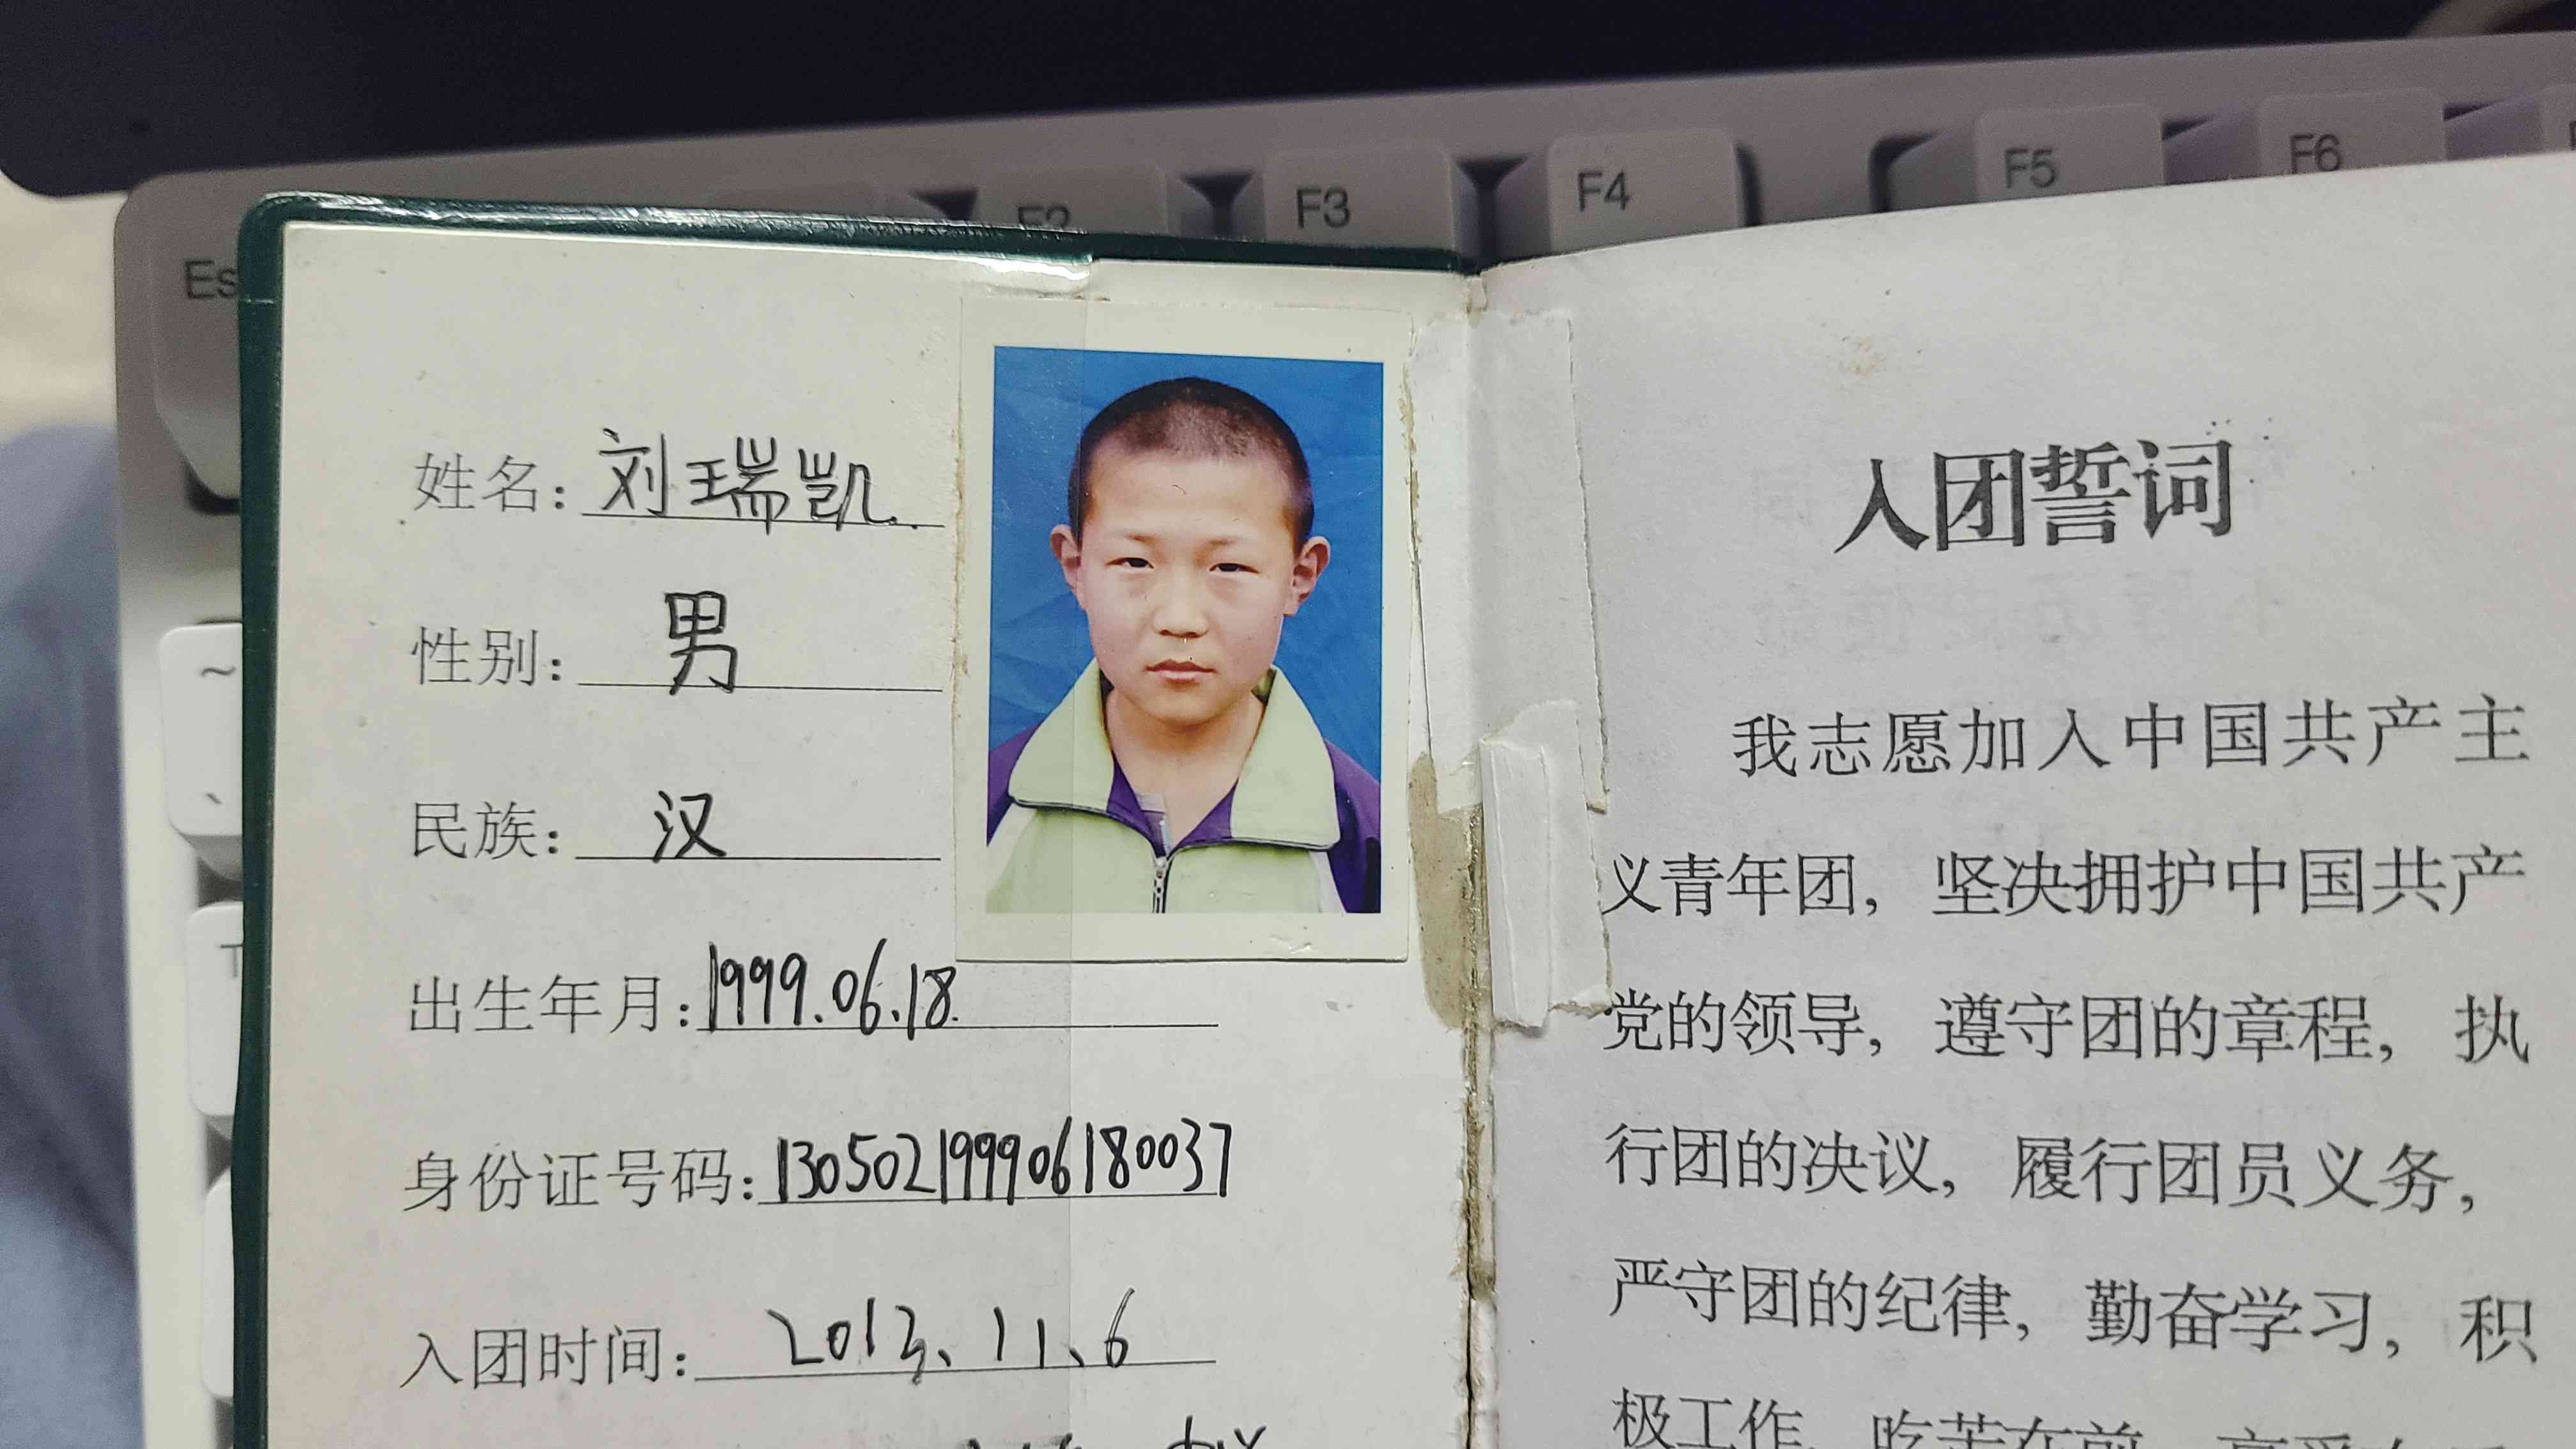 姓名：刘瑞凯
性别：男
民族：汉
出生年月：1999.06.18
身份证号码：130502199906180031
入团时间：2013、11、6
入团誓词
我志愿加入中国共产主
义青年团，坚决拥护中国共产
党的领导，遵守团的章程，执
行团的决议，履行团员义务，
严守团的纪律，勤奋学习，积
极工作
~
、
T
Es
F2
F3
F4
F5
F6